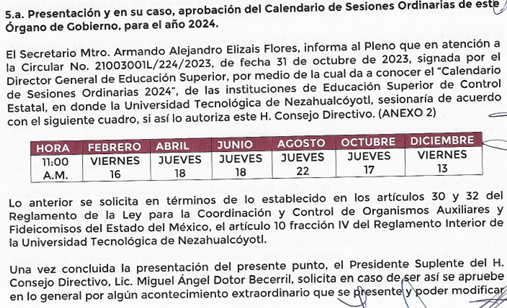 5.a. Presentación y en su caso, aprobación del Calendario de Sesiones Ordinarias de este
Órgano de Gobierno, para el año 2024.
El Secretario Mtro. Armando Alejandro Elizais Flores, informa al Pleno que en atención a
la Circular No. 21003001L/224/2023, de fecha 31 de octubre de 2023, signada por el
Director General de Educación Superior, por medio de la cual da a conocer el "Calendario
de Sesiones Ordinarias 2024", de las instituciones de Educación Superior de Control
Estatal, en donde la Universidad Tecnológica de Nezahualcóyotl, sesionaría de acuerdo
con el siguiente cuadro, si así lo autoriza este H. Consejo Directivo. (ANEXO 2)
HORA FEBRERO ABRIL JUNIO AGOSTO OCTUBRE DICIEMBRE
11:00 VIERNES JUEVES JUEVES JUEVES JUEVES VIERNES
A.M. 16 18 18 22 17 13
Lo anterior se solicita en términos de lo establecido en los artículos 30 y 32 del
Reglamento de la Ley para la Coordinación y Control de Organismos Auxiliares y
Fideicomisos del Estado del México, el artículo 10 fracción IV del Reglamento Interior de
la Universidad Tecnológica de Nezahualcóyotl.
Una vez concluida la presentación del presente punto, el Presidente Suplente del H.
Consejo Directivo, Lic. Miguel Ángel Dotor Becerril, solicita en caso de ser así se apruebe
en lo general por algún acontecimiento extraordinario que se presente y poder modificar